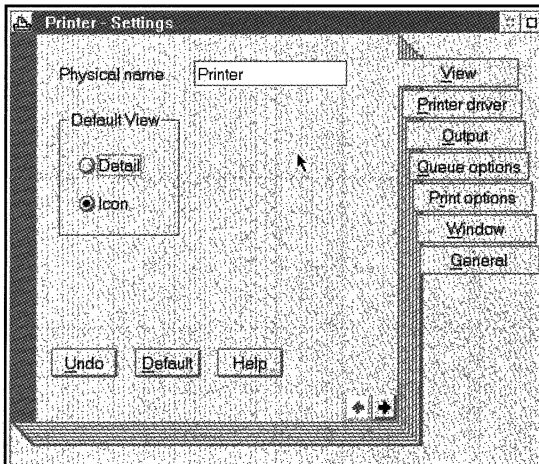 Printer - Settings
Physical name Printer
View
Printer driver
Output
Queue options
Print options
Window
General
Default View
Detail
Icon
Undo Default Help